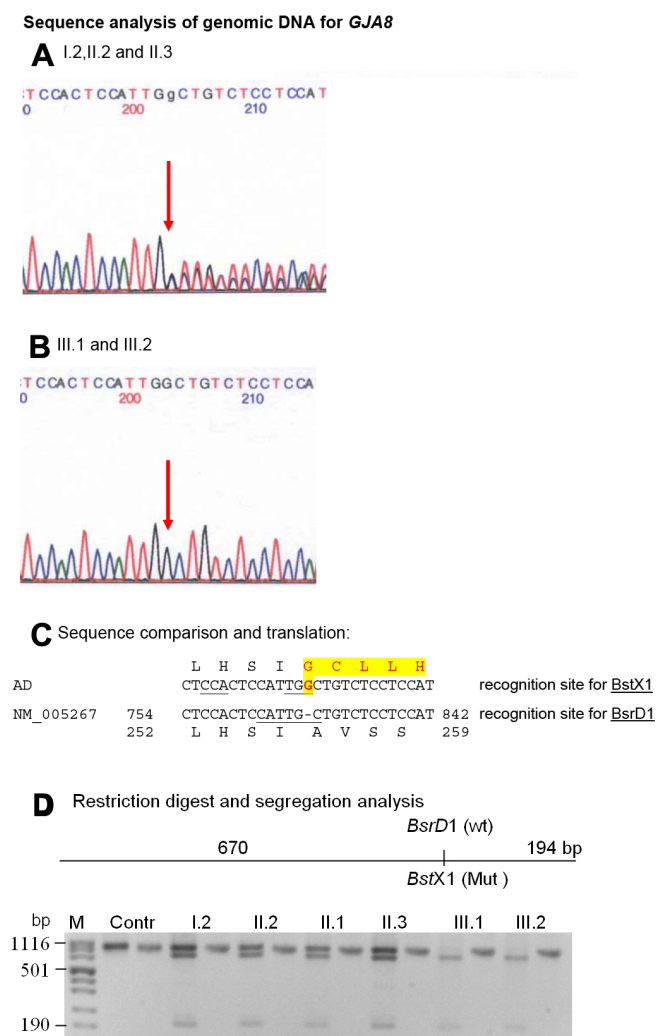 Sequence analysis of genomic DNA for GJA8
A I.2,II.2 and II.3
T C C A C T C C A T T G g C T G T C T C C T C C A T
0 200 210
B III.1 and III.2
T C C A C T C C A T T G G C T G T C T C C T C C A
0 200 210
C Sequence comparison and translation:
L H S I G C L L H
AD CTCCACTCCATTGGCTGTCTCCTCCAT recognition site for BstX1
NM_005267 754 CTCCACTCCATTG-CTGTCTCCTCCAT 842 recognition site for BsrD1
252 L H S I A V S S 259
D Restriction digest and segregation analysis
BsrD1 (wt)
670 194 bp
BstX1 (Mut )
bp M Contr I.2 II.2 II.1 II.3 III.1 III.2
1116
501
190